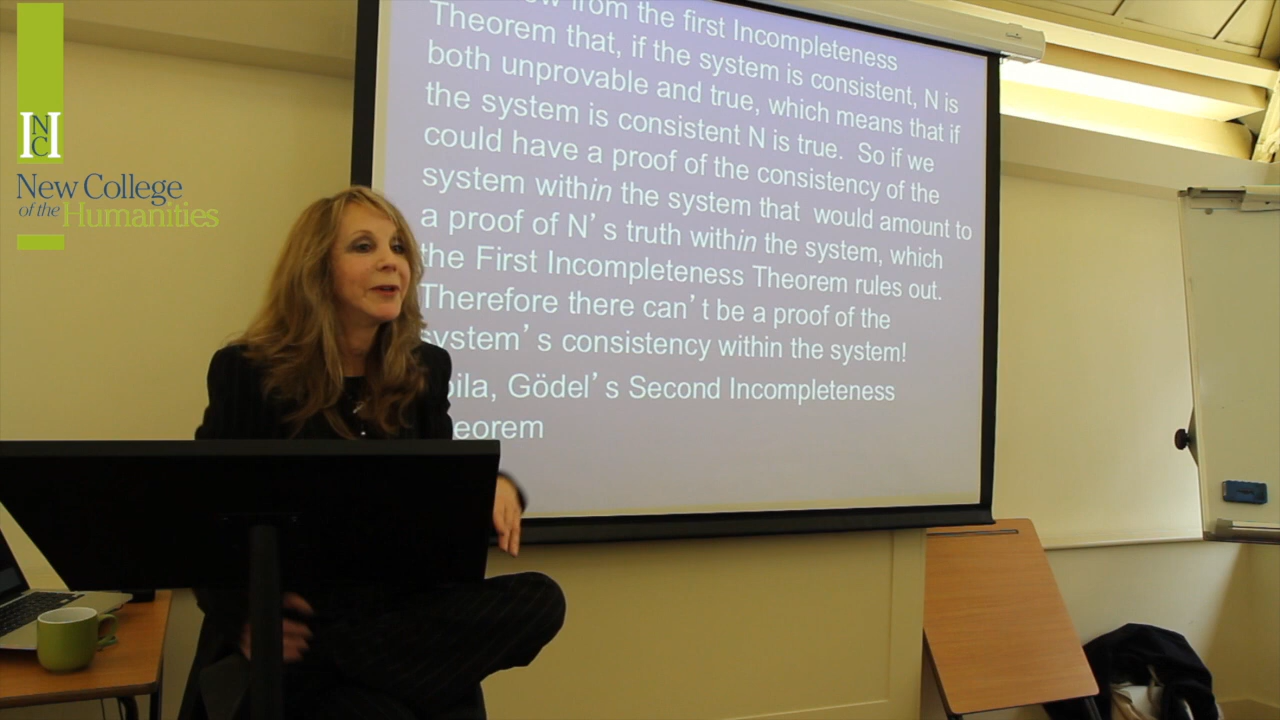 N
C
H
New College
of the Humanities
from the first Incompleteness
Theorem that, if the system is consistent, N is
both unprovable and true, which means that if
the system is consistent N is true. So if we
could have a proof of the consistency of the
system within the system that would amount to
a proof of N's truth within the system, which
the First Incompleteness Theorem rules out.
Therefore there can't be a proof of the
system's consistency within the system!
oila, Gödel's Second Incompleteness
eorem